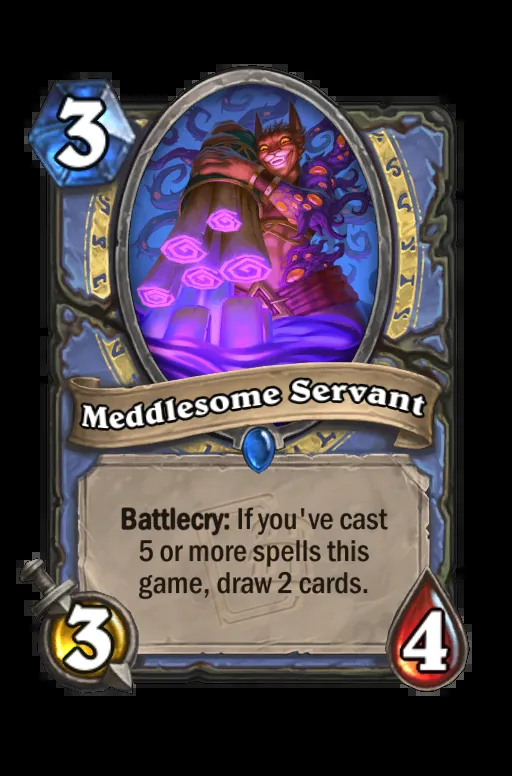 3
Meddlesome Servant
Battlecry: If you've cast
5 or more spells this
game, draw 2 cards.
3
4